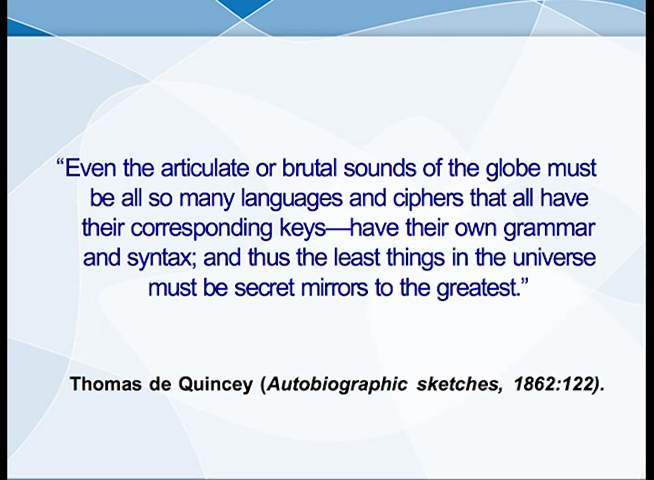 “Even the articulate or brutal sounds of the globe must
be all so many languages and ciphers that all have
their corresponding keys—have their own grammar
and syntax; and thus the least things in the universe
must be secret mirrors to the greatest.”
Thomas de Quincey (Autobiographic sketches, 1862:122).